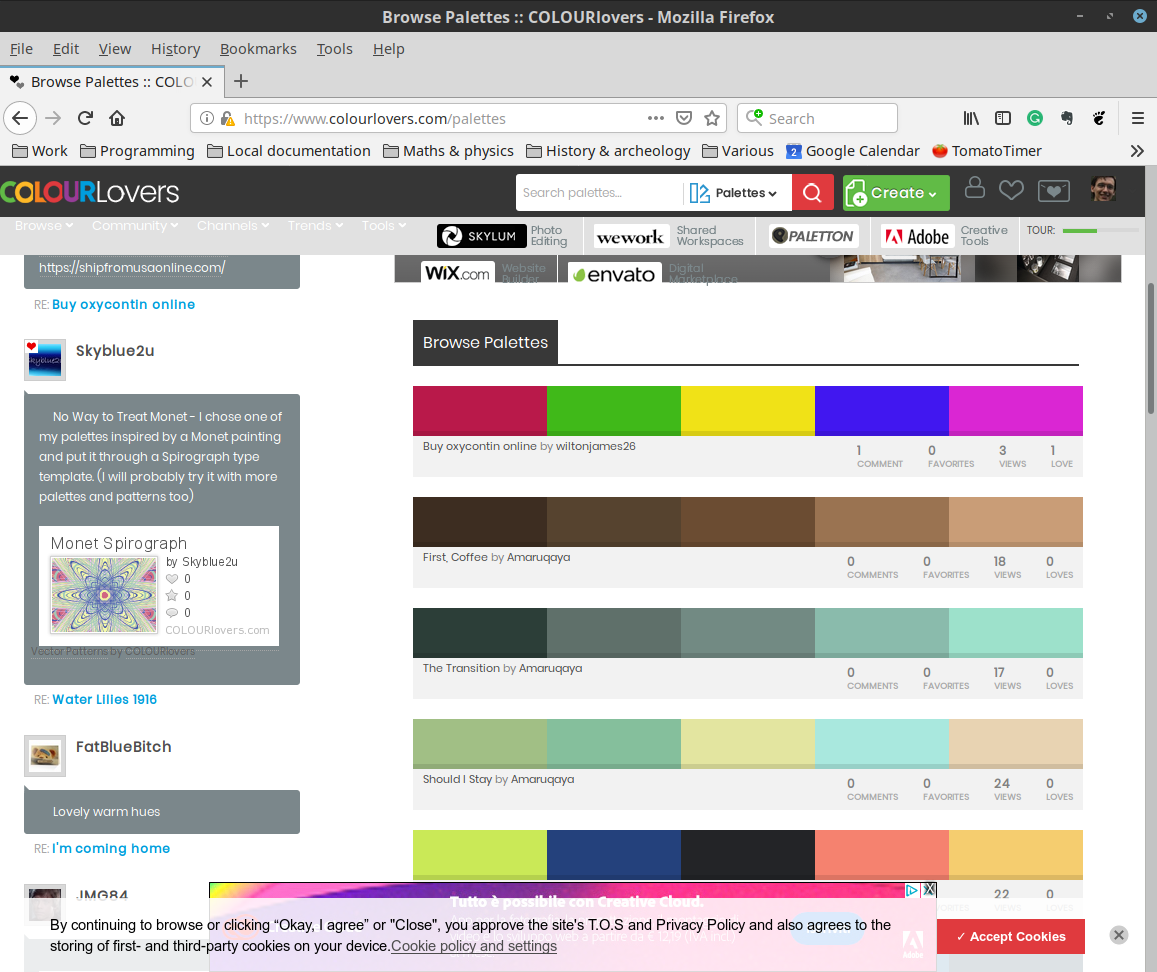 Browse Palettes :: COLOURlovers - Mozilla Firefox
File Edit View History Bookmarks Tools Help
Browse Palettes :: COLO
https://www.colourlovers.com/palettes
Search
Work Programming Local documentation Maths & physics History & archeology Various 2 Google Calendar TomatoTimer
COLOURLovers
Search palettes...
Palettes
Create
Browse Community Channels Trends Tools
SKYLUM
Photo
Editing
wework
Shared
Workspaces
PALETTON
Adobe
Creative
Tools
TOUR:
https://shipfromusaonline.com/
WiX.com
Website
Builder
envato
Digital
Marketplace
RE: Buy oxycontin online
Browse Palettes
Skyblue2u
No Way to Treat Monet - I chose one of
my palettes inspired by a Monet painting
and put it through a Spirograph type
template. (I will probably try it with more
palettes and patterns too)
Monet Spirograph
by Skyblue2u
0
0
0
COLOURlovers.com
Vector Patterns by COLOURlovers
RE: Water Lilies 1916
FatBlueBitch
Lovely warm hues
RE: I'm coming home
JMG84
Buy oxycontin online by wiltonjames26
1 0 3 1
COMMENT FAVORITES VIEWS LOVE
First, Coffee by Amaruqaya
0 0 18 0
COMMENTS FAVORITES VIEWS LOVES
The Transition by Amaruqaya
0 0 17 0
COMMENTS FAVORITES VIEWS LOVES
Should I Stay by Amaruqaya
0 0 24 0
COMMENTS FAVORITES VIEWS LOVES
22 0
Tutto è possibile con Creative Cloud.
X
By continuing to browse or clicking “Okay, I agree” or "Close", you approve the site's T.O.S and Privacy Policy and also agrees to the
storing of first- and third-party cookies on your device.Cookie policy and settings
✓ Accept Cookies
Adobe